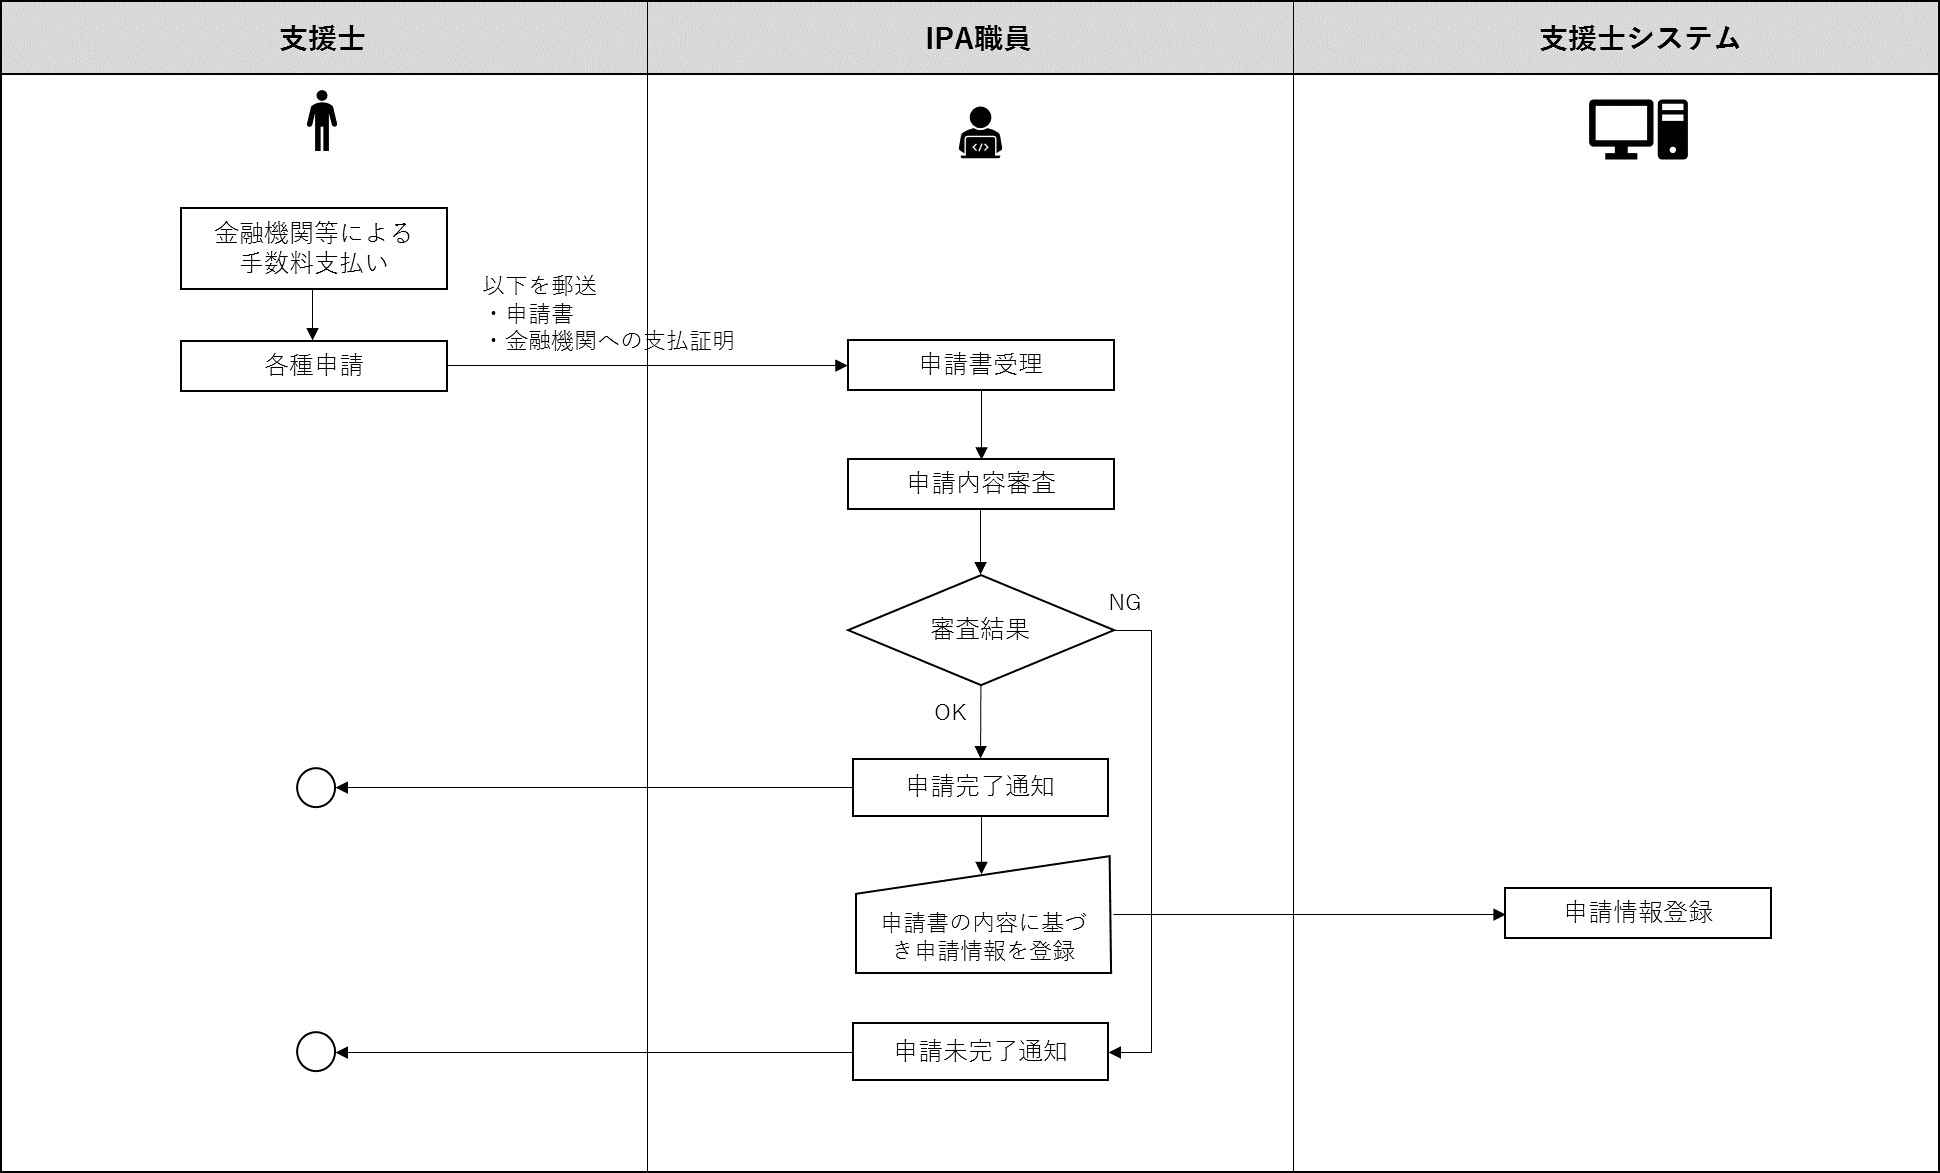 支援士
IPA職員
支援士システム
金融機関等による
手数料支払い
以下を郵送
・申請書
・金融機関への支払証明
各種申請
申請書受理
申請内容審査
NG
審査結果
OK
申請完了通知
申請書の内容に基づ
き申請情報を登録
申請情報登録
申請未完了通知